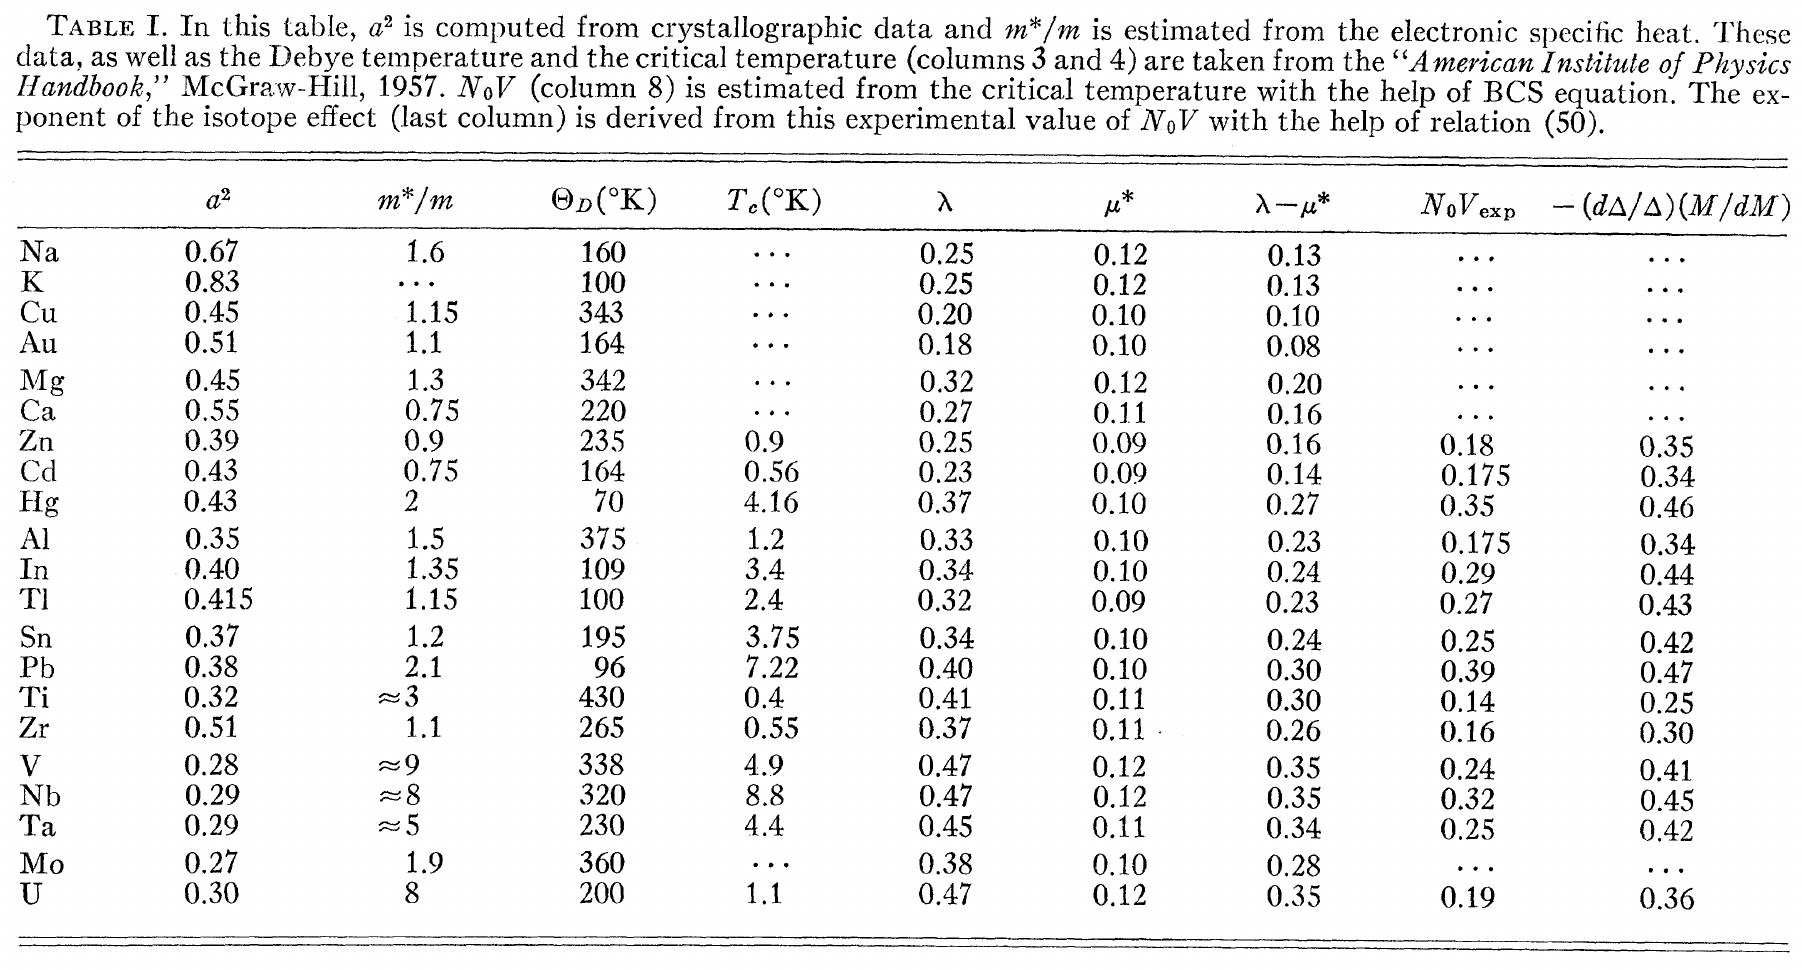 TABLE I. In this table, a² is computed from crystallographic data and m*/m is estimated from the electronic specific heat. These
data, as well as the Debye temperature and the critical temperature (columns 3 and 4) are taken from the "American Institute of Physics
Handbook," McGraw-Hill, 1957. N₀V (column 8) is estimated from the critical temperature with the help of BCS equation. The ex-
ponent of the isotope effect (last column) is derived from this experimental value of N₀V with the help of relation (50).
a² m*/m Θ_D(°K) T_c(°K) λ μ* λ−μ* N₀V_exp −(dΔ/Δ)(M/dM)
Na 0.67 1.6 160 ... 0.25 0.12 0.13 ... ...
K 0.83 ... 100 ... 0.25 0.12 0.13 ... ...
Cu 0.45 1.15 343 ... 0.20 0.10 0.10 ... ...
Au 0.51 1.1 164 ... 0.18 0.10 0.08 ... ...
Mg 0.45 1.3 342 ... 0.32 0.12 0.20 ... ...
Ca 0.55 0.75 220 ... 0.27 0.11 0.16 ... ...
Zn 0.39 0.9 235 0.9 0.25 0.09 0.16 0.18 0.35
Cd 0.43 0.75 164 0.56 0.23 0.09 0.14 0.175 0.34
Hg 0.43 2 70 4.16 0.37 0.10 0.27 0.35 0.46
Al 0.35 1.5 375 1.2 0.33 0.10 0.23 0.175 0.34
In 0.40 1.35 109 3.4 0.34 0.10 0.24 0.29 0.44
Tl 0.415 1.15 100 2.4 0.32 0.09 0.23 0.27 0.43
Sn 0.37 1.2 195 3.75 0.34 0.10 0.24 0.25 0.42
Pb 0.38 2.1 96 7.22 0.40 0.10 0.30 0.39 0.47
Ti 0.32 ≈3 430 0.4 0.41 0.11 0.30 0.14 0.25
Zr 0.51 1.1 265 0.55 0.37 0.11 0.26 0.16 0.30
V 0.28 ≈9 338 4.9 0.47 0.12 0.35 0.24 0.41
Nb 0.29 ≈8 320 8.8 0.47 0.12 0.35 0.32 0.45
Ta 0.29 ≈5 230 4.4 0.45 0.11 0.34 0.25 0.42
Mo 0.27 1.9 360 ... 0.38 0.10 0.28 ... ...
U 0.30 8 200 1.1 0.47 0.12 0.35 0.19 0.36